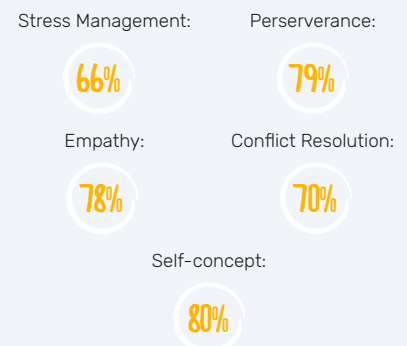 Stress Management: Perserverance:
66% 79%
Empathy: Conflict Resolution:
78% 70%
Self-concept:
80%